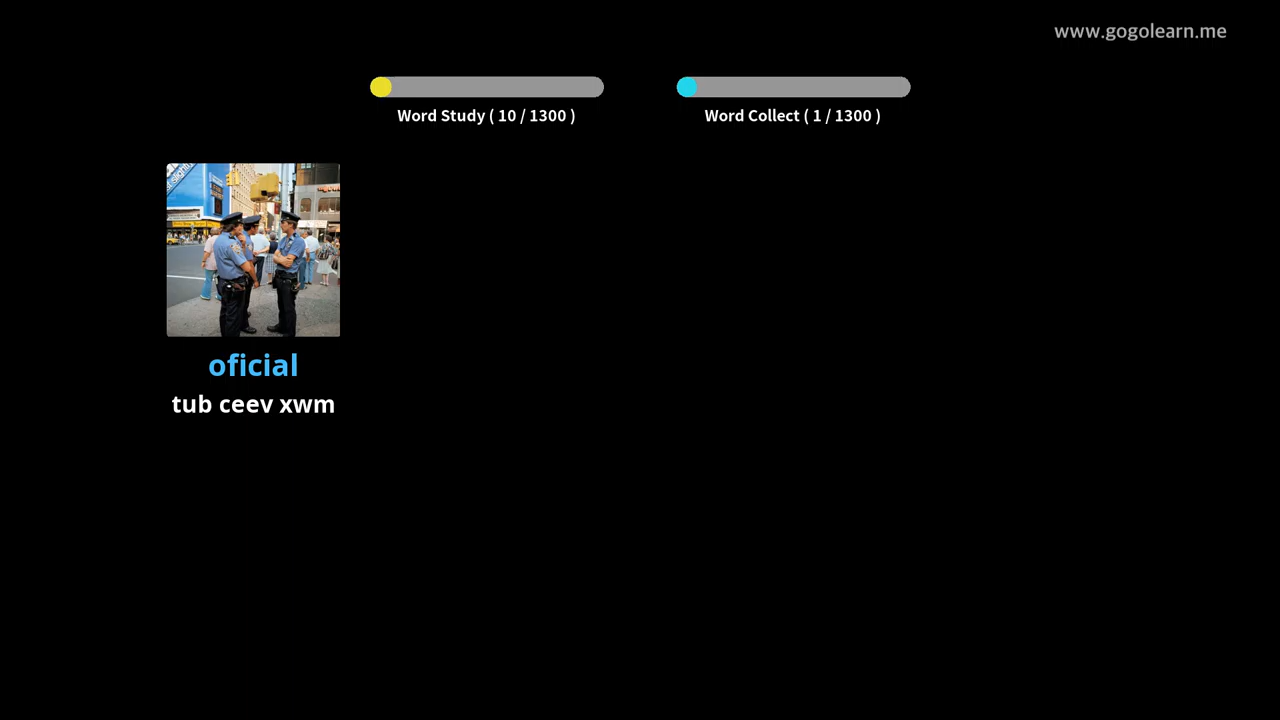 www.gogolearn.me
Word Study ( 10 / 1300 )
Word Collect ( 1 / 1300 )
oficial
tub ceev xwm